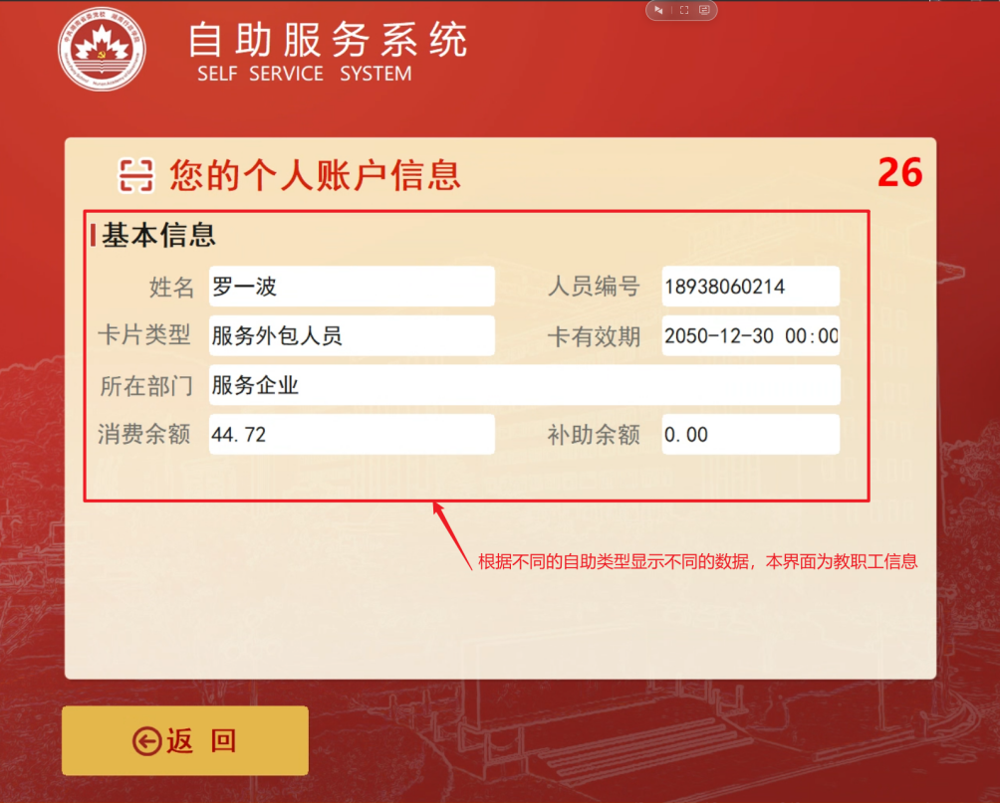 自助服务系统
SELF SERVICE SYSTEM
您的个人账户信息
26
基本信息
姓名 罗一波 人员编号 18938060214
卡片类型 服务外包人员 卡有效期 2050-12-30 00:00
所在部门 服务企业
消费余额 44.72 补助余额 0.00
根据不同的自助类型显示不同的数据，本界面为教职工信息
返 回